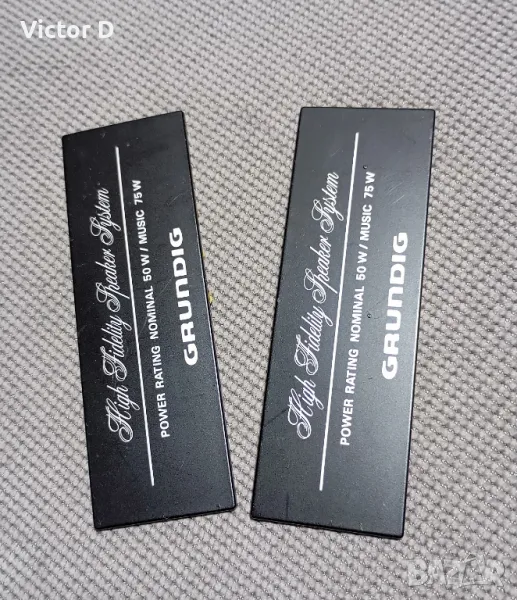 Victor D
High Fidelity Speaker System
POWER RATING NOMINAL 50 W / MUSIC 75 W
GRUNDIG
High Fidelity Speaker System
POWER RATING NOMINAL 50 W / MUSIC 75 W
GRUNDIG
BAZAR